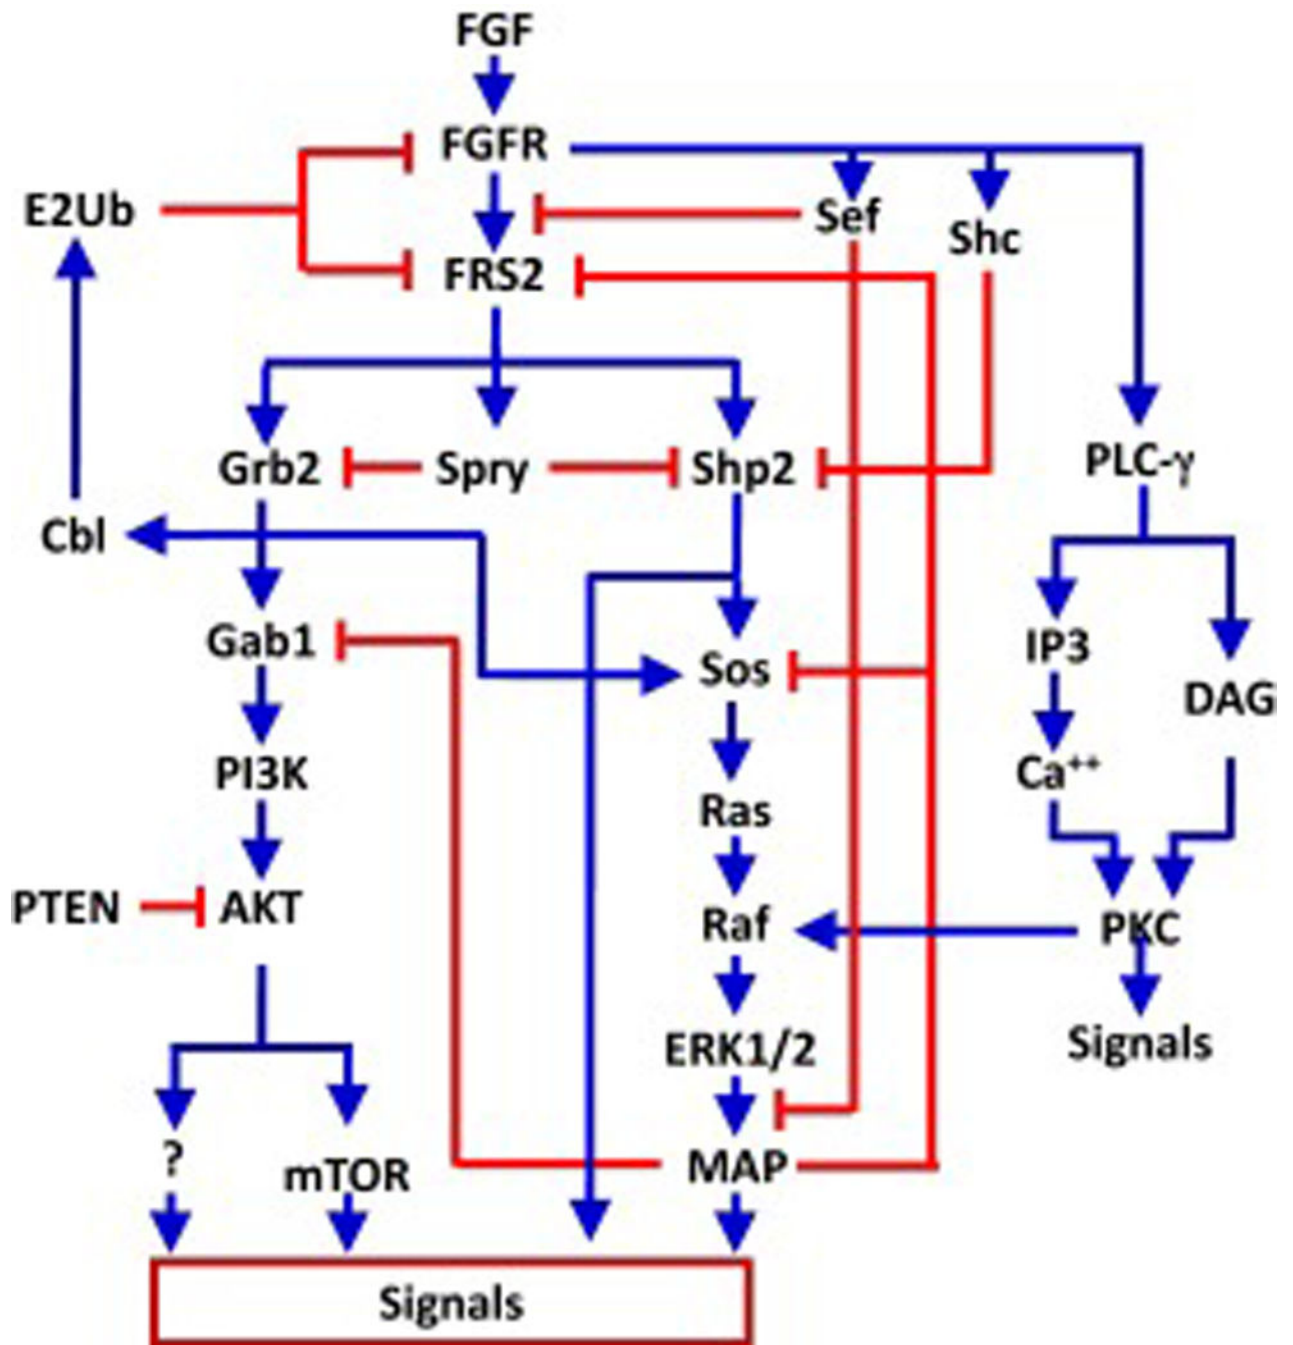 FGF
FGFR
E2Ub
Sef
Shc
FRS2
Grb2
Spry
Shp2
PLC-γ
Cbl
Gab1
Sos
IP3
DAG
PI3K
Ca⁺⁺
Ras
PTEN
AKT
Raf
PKC
ERK1/2
Signals
?
mTOR
MAP
Signals